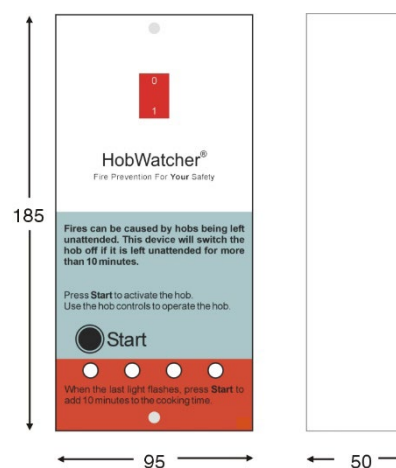 0
1
HobWatcher®
Fire Prevention For Your Safety
185
Fires can be caused by hobs being left
unattended. This device will switch the
hob off if it is left unattended for more
than 10 minutes.
Press Start to activate the hob.
Use the hob controls to operate the hob.
Start
When the last light flashes, press Start to
add 10 minutes to the cooking time.
95
50